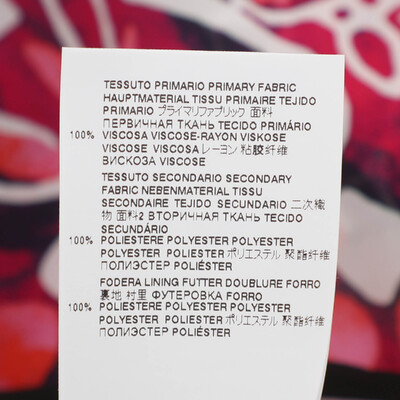 TESSUTO PRIMARIO PRIMARY FABRIC
HAUPTMATERIAL TISSU PRIMAIRE TEJIDO
PRIMARIO プライマリファブリック 面料
ПЕРВИЧНАЯ ТКАНЬ TECIDO PRIMÁRIO
100% VISCOSA VISCOSE-RAYON VISKOSE
VISCOSE VISCOSA レーヨン 粘胶纤维
ВИСКОЗА VISCOSE
TESSUTO SECONDARIO SECONDARY
FABRIC NEBENMATERIAL TISSU
SECONDAIRE TEJIDO SECUNDARIO 二次織
物 面料2 ВТОРИЧНАЯ ТКАНЬ TECIDO
SECUNDÁRIO
100% POLIESTERE POLYESTER POLYESTER
POLYESTER POLIESTER ポリエステル 聚酯纤维
ПОЛИЭСТЕР POLIÉSTER
FODERA LINING FUTTER DOUBLURE FORRO
裏地 衬里 ФУТЕРОВКА FORRO
100% POLIESTERE POLYESTER POLYESTER
POLYESTER POLIESTER ポリエステル 聚酯纤维
ПОЛИЭСТЕР POLIÉSTER